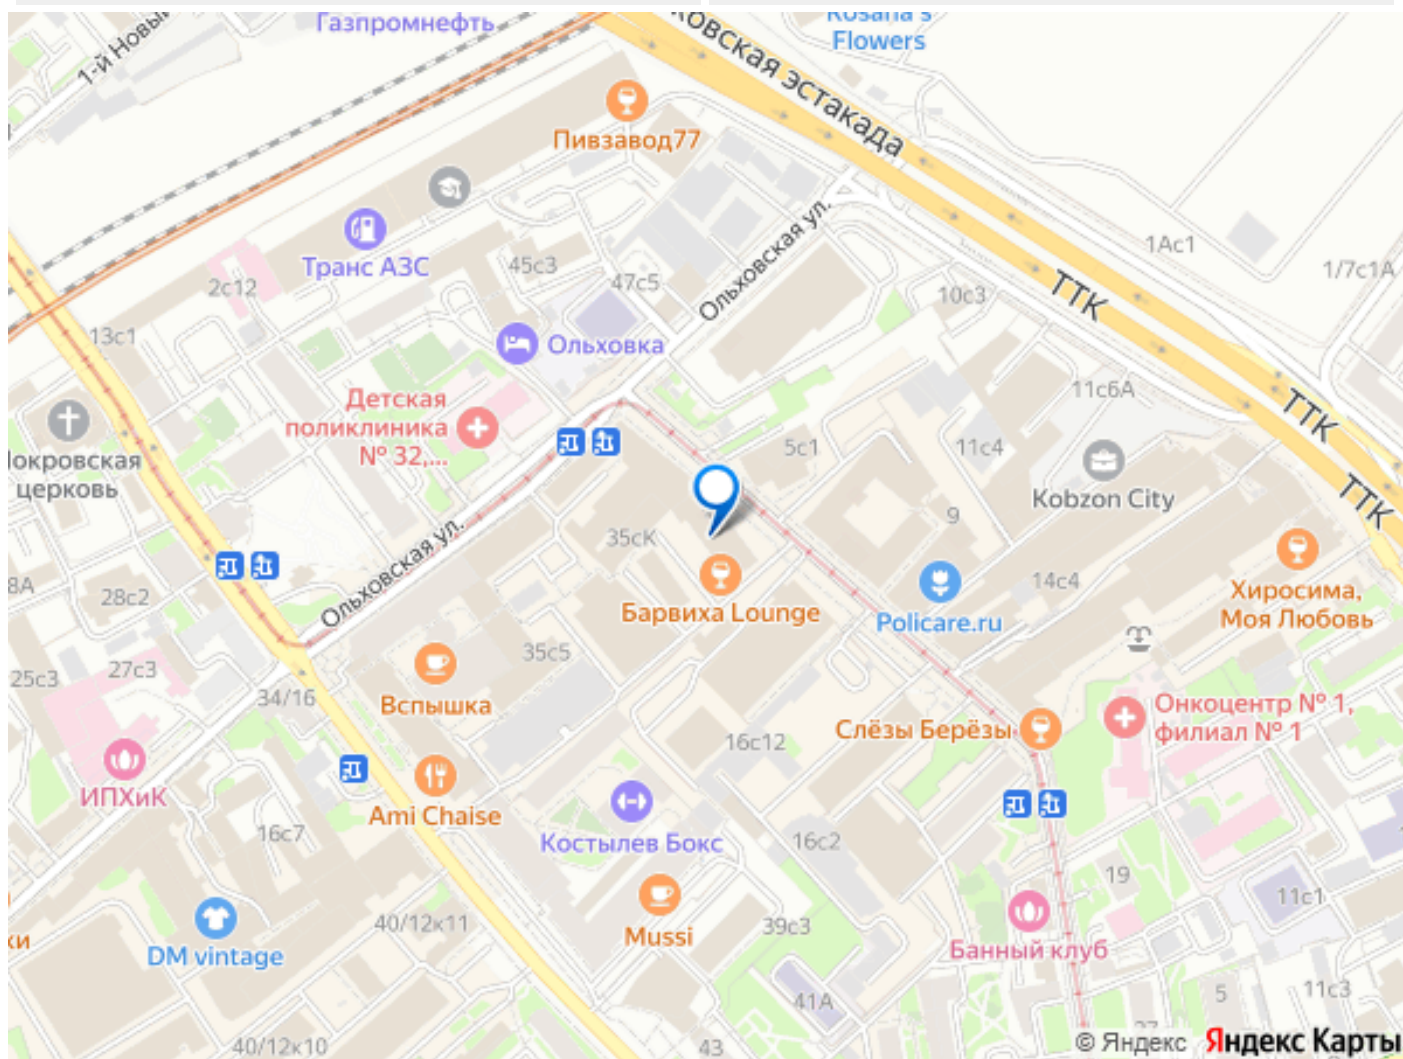 Газпромнефть
Rosana's
Flowers
1-й Новый
ковская эстакада
Пивзавод77
Транс АЗС
45с3
47с5
2с12
Ольховская ул.
10с3
1Ас1
1/7с1А
ТТК
13с1
Ольховка
11с6А
ТТК
Детская
поликлиника
№ 32,...
5с1
11с4
Покровская
церковь
Kobzon City
ТТК
35сК
9
Ольховская ул.
8А
28с2
Барвиха Lounge
Policare.ru
14с4
Хиросима,
Моя Любовь
25с3
27с3
35с5
34/16
Вспышка
Слёзы Берёзы
Онкоцентр № 1,
филиал № 1
16с12
ИПХиК
Ami Chaise
16с7
Костылев Бокс
16с2
19
11с1
40/12к11
ки
DM vintage
Mussi
39с3
Банный клуб
41А
5
11с3
40/12к10
43
© Яндекс Яндекс Карты